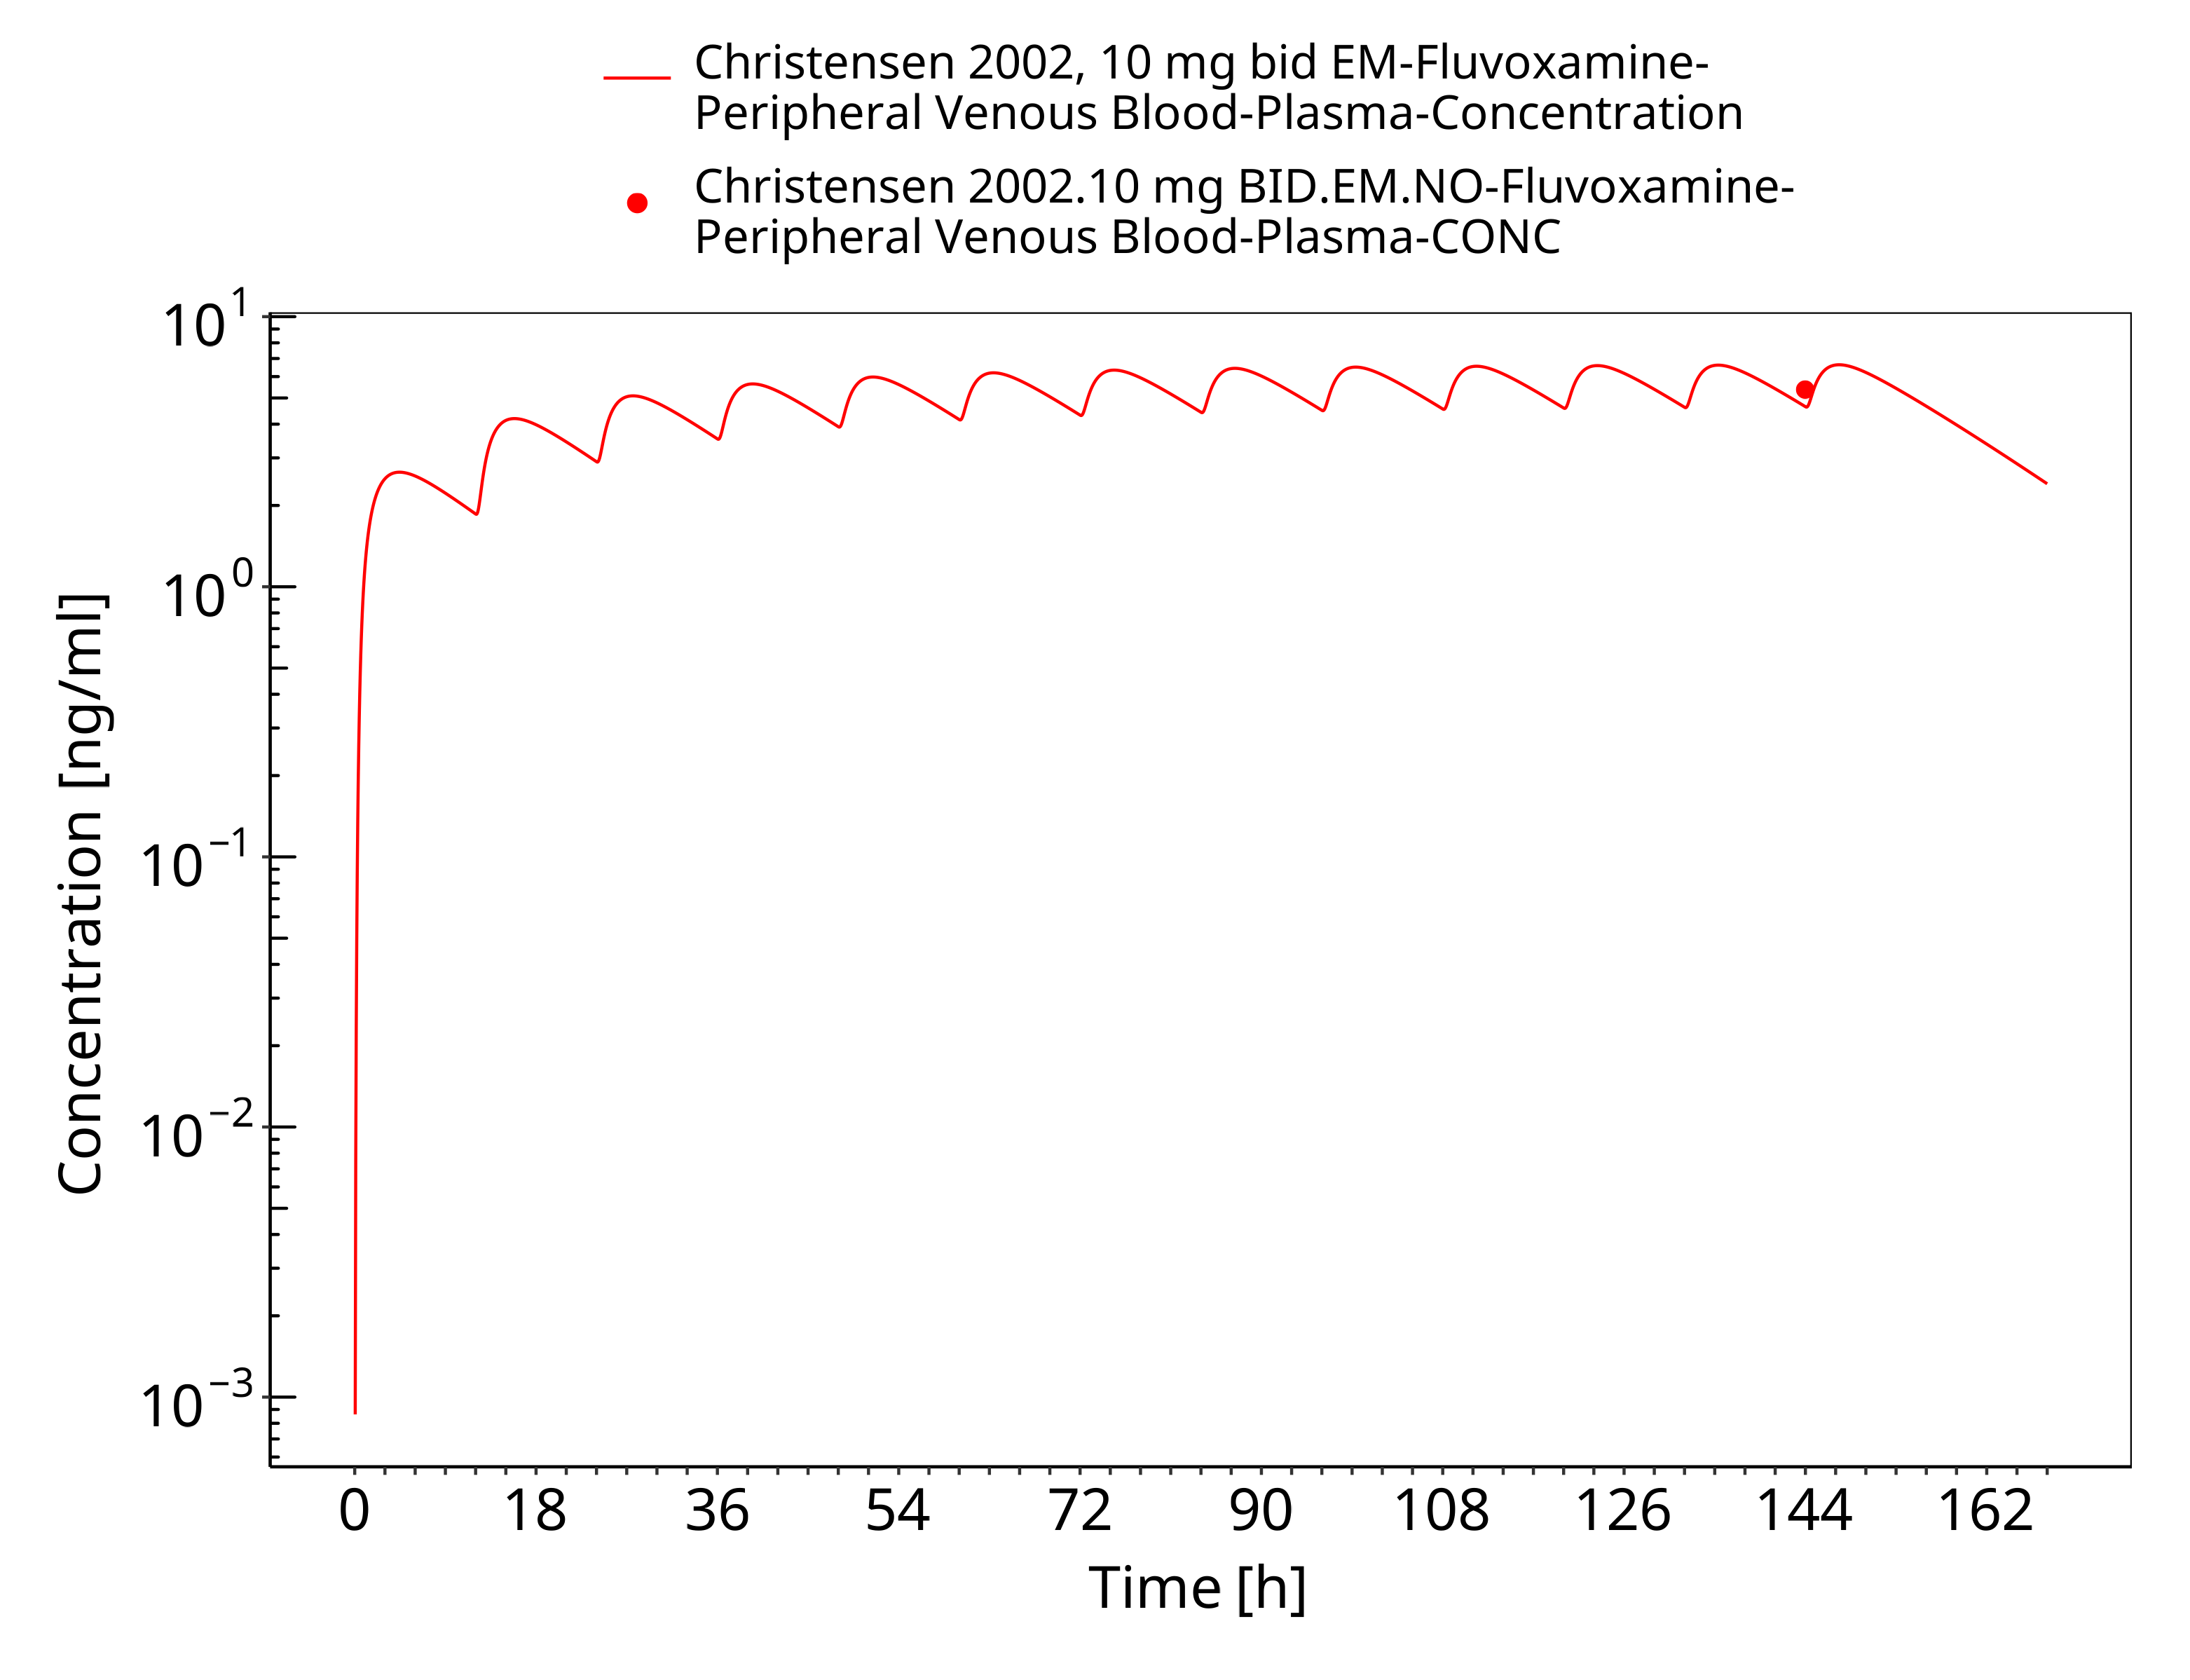 Christensen 2002, 10 mg bid EM-Fluvoxamine-
Peripheral Venous Blood-Plasma-Concentration
Christensen 2002.10 mg BID.EM.NO-Fluvoxamine-
Peripheral Venous Blood-Plasma-CONC
10^1
10^0
10^−1
10^−2
10^−3
Concentration [ng/ml]
0 18 36 54 72 90 108 126 144 162
Time [h]